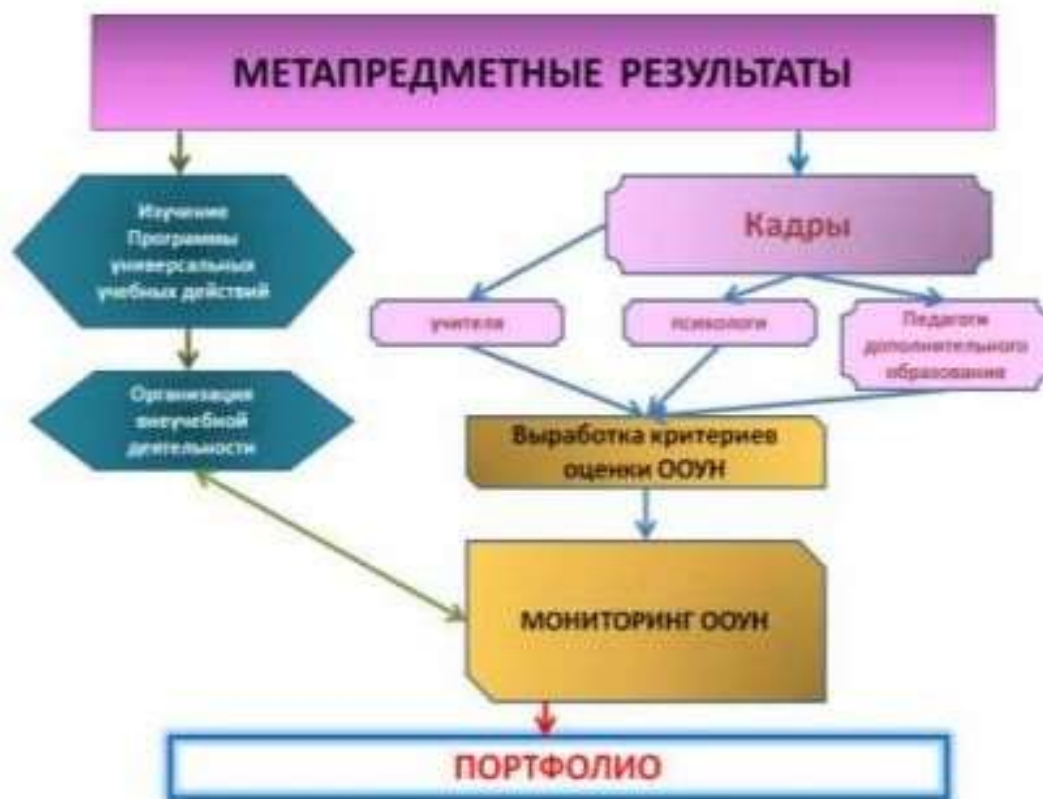 МЕТАПРЕДМЕТНЫЕ РЕЗУЛЬТАТЫ
Изучение
Программы
универсальных
учебных действий
Кадры
учителя
психологи
Педагоги
дополнительного
образования
Организация
внеучебной
деятельности
Выработка критериев
оценки ООУН
МОНИТОРИНГ ООУН
ПОРТФОЛИО